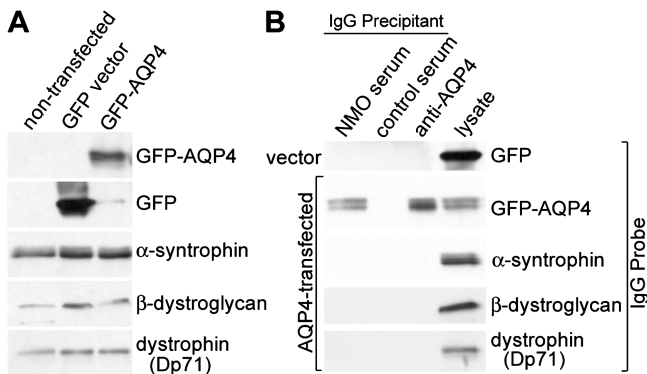 A
non-transfected
GFP vector
GFP-AQP4
GFP-AQP4
GFP
α-syntrophin
β-dystroglycan
dystrophin
(Dp71)
B
IgG Precipitant
NMO serum
control serum
anti-AQP4
lysate
vector
GFP
AQP4-transfected
GFP-AQP4
α-syntrophin
β-dystroglycan
dystrophin
(Dp71)
IgG Probe